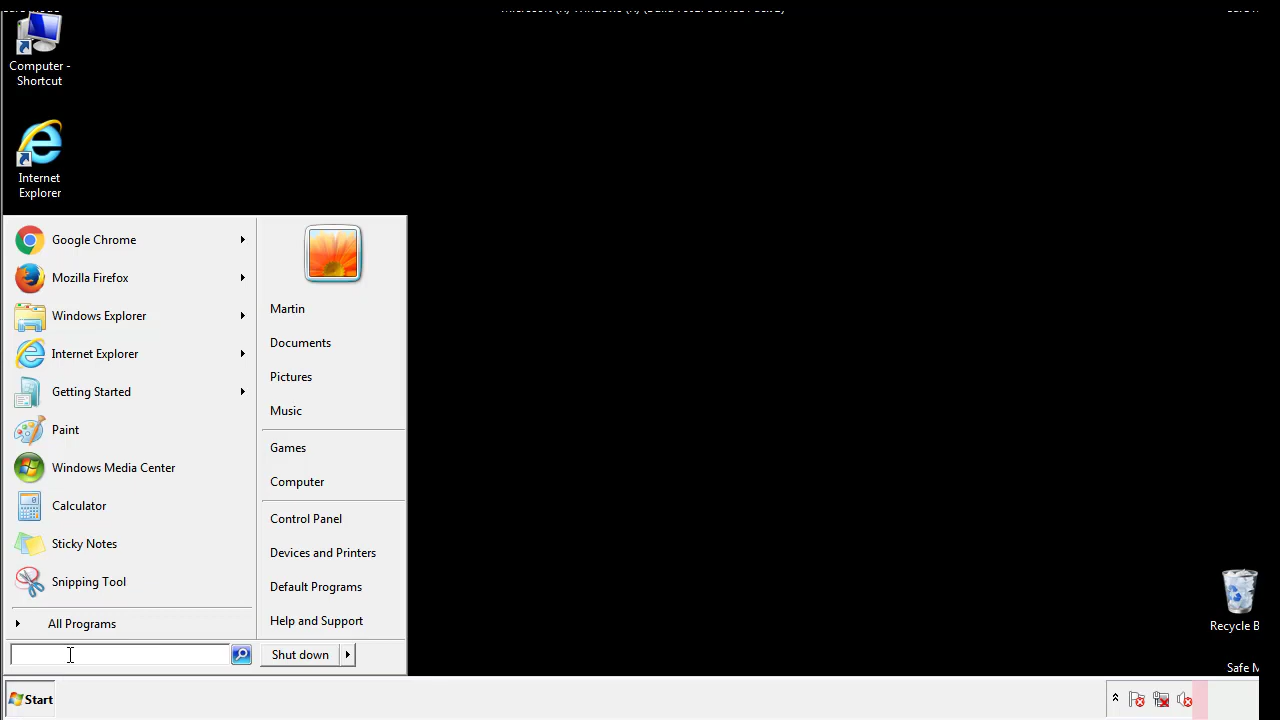 Computer -
Shortcut
Internet
Explorer
Google Chrome
Mozilla Firefox
Windows Explorer
Internet Explorer
Getting Started
Paint
Windows Media Center
Calculator
Sticky Notes
Snipping Tool
All Programs
Martin
Documents
Pictures
Music
Games
Computer
Control Panel
Devices and Printers
Default Programs
Help and Support
Shut down
Recycle B
Safe M
Start